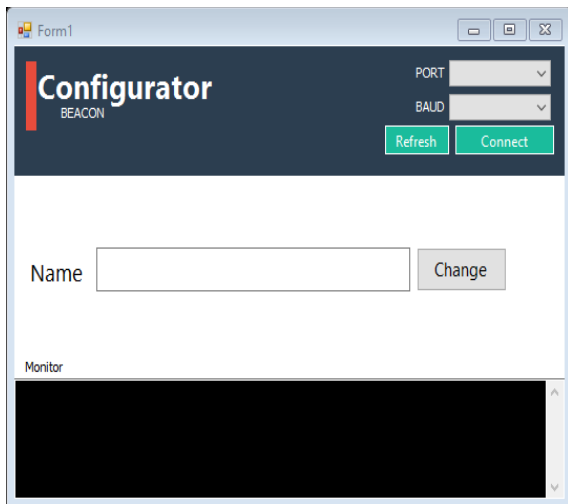 Form1
Configurator
BEACON
PORT
BAUD
Refresh Connect
Name
Change
Monitor